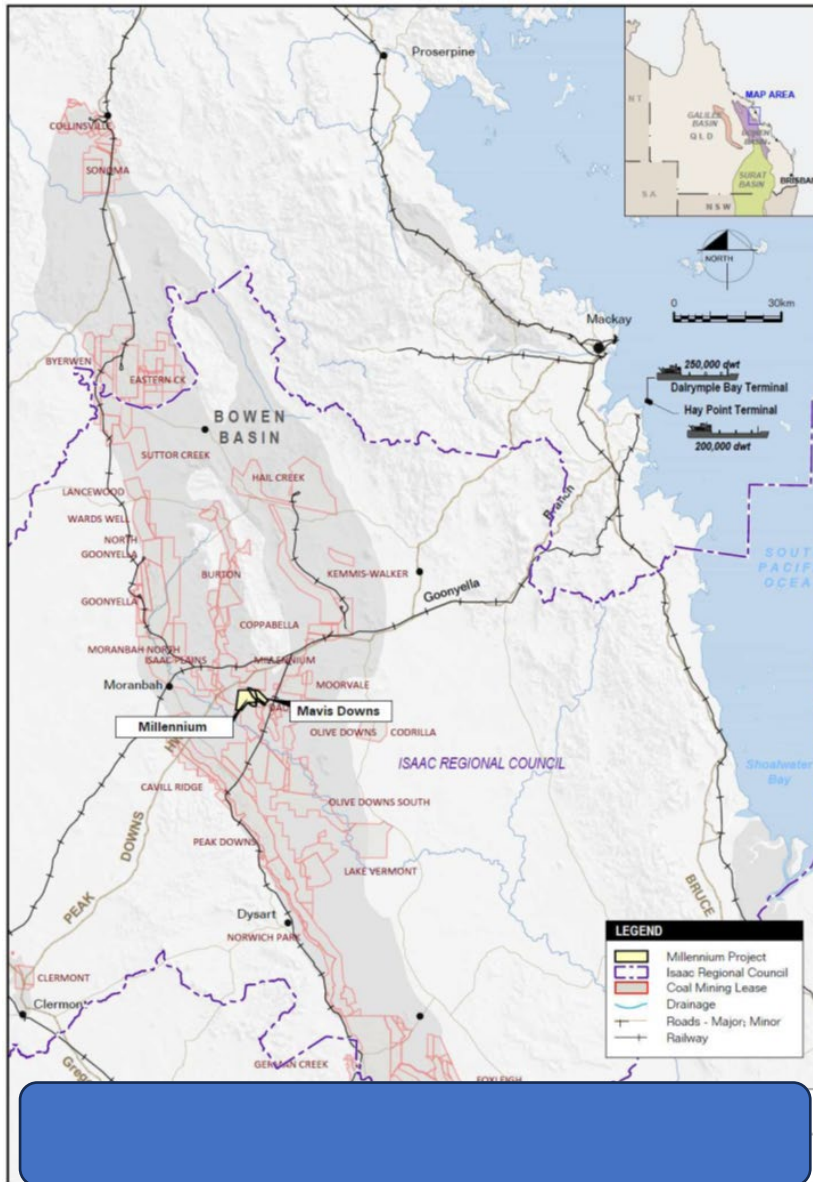 Proserpine
COLLINSVILLE
SONOMA
MAP AREA
NT
GALILEE
BASIN
QLD
BOWEN
BASIN
SURAT
BASIN
BRISBANE
SA
NSW
NORTH
0 30km
Mackay
250,000 dwt
Dalrymple Bay Terminal
Hay Point Terminal
200,000 dwt
BYERWEN
EASTERN CK
BOWEN
BASIN
SUTTOR CREEK
HAIL CREEK
LANCEWOOD
WARDS WELL
NORTH
GOONYELLA
Branch
BURTON
KEMMIS-WALKER
Goonyella
GOONYELLA
SOUTH
PACIFIC
OCEAN
COPPABELLA
MORANBAH NORTH
ISAAC PLAINS
MILLENNIUM
Moranbah
MOORVALE
Mavis Downs
Millennium
OLIVE DOWNS
CODRILLA
ISAAC REGIONAL COUNCIL
Shoalwater
Bay
CAVILL RIDGE
OLIVE DOWNS SOUTH
PEAK DOWNS
LAKE VERMONT
PEAK DOWNS HW
BRUCE
Dysart
NORWICH PARK
CLERMONT
Clermont
Greg
GERMAN CREEK
FOXLEIGH
LEGEND
Millennium Project
Isaac Regional Council
Coal Mining Lease
Drainage
Roads - Major; Minor
Railway